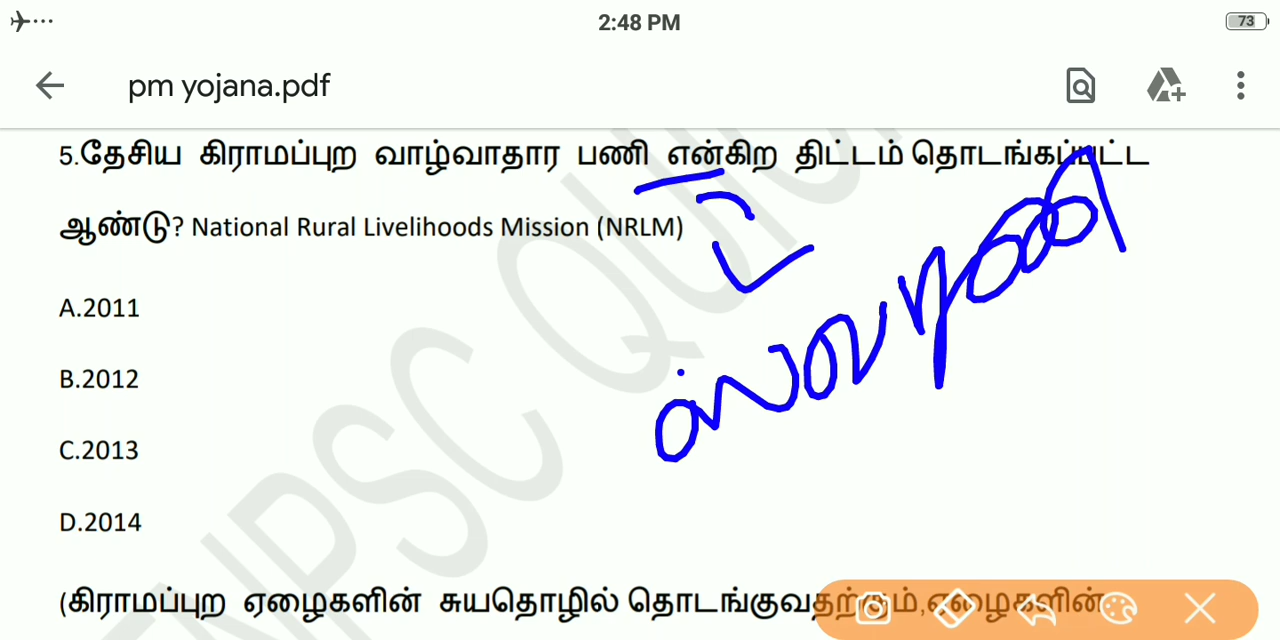 2:48 PM
73
pm yojana.pdf
5.தேசிய கிராமப்புற வாழ்வாதார பணி என்கிற திட்டம் தொடங்கப்பட்ட
ஆண்டு? National Rural Livelihoods Mission (NRLM)
A.2011
B.2012
C.2013
D.2014
(கிராமப்புற ஏழைகளின் சுயதொழில் தொடங்குவதற்கும்,ஏழைகளின்
TNPSC